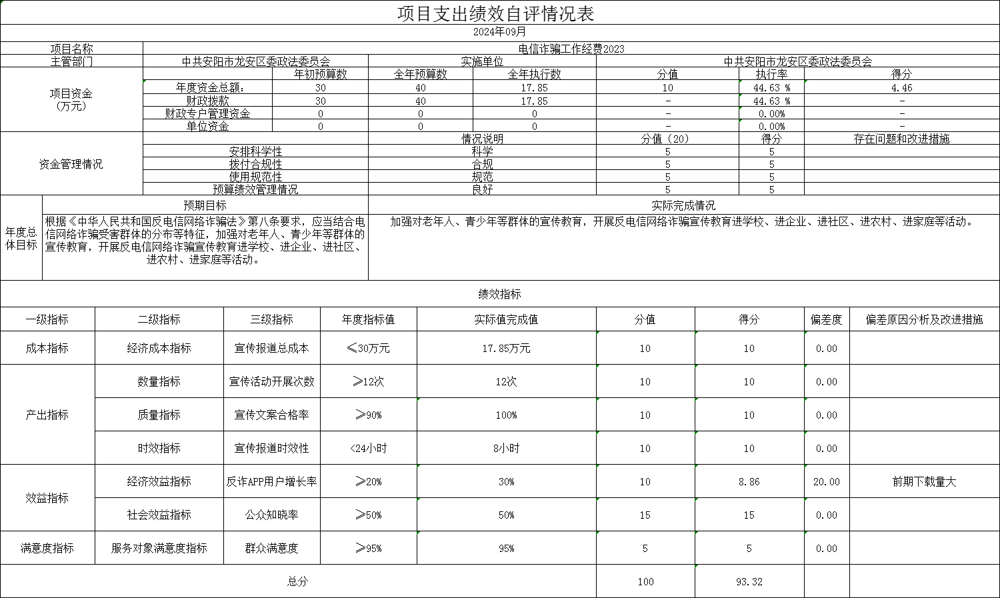 项目支出绩效自评情况表
2024年09月
项目名称 电信诈骗工作经费2023
主管部门 中共安阳市龙安区委政法委员会 实施单位 中共安阳市龙安区委政法委员会
项目资金
(万元)
年初预算数 全年预算数 全年执行数 分值 执行率 得分
年度资金总额: 30 40 17.85 10 44.63 % 4.46
财政拨款 30 40 17.85 - 44.63 % -
财政专户管理资金 0 0 0 - 0.00% -
单位资金 0 0 0 - 0.00% -
资金管理情况
情况说明 分值（20） 得分 存在问题和改进措施
安排科学性 科学 5 5
拨付合规性 合规 5 5
使用规范性 规范 5 5
预算绩效管理情况 良好 5 5
年度总
体目标
预期目标 实际完成情况
根据《中华人民共和国反电信网络诈骗法》第八条要求，应当结合电
信网络诈骗受害群体的分布等特征，加强对老年人、青少年等群体的
宣传教育，开展反电信网络诈骗宣传教育进学校、进企业、进社区、
进农村、进家庭等活动。
加强对老年人、青少年等群体的宣传教育，开展反电信网络诈骗宣传教育进学校、进企业、进社区、进农村、进家庭等活动。
绩效指标
一级指标 二级指标 三级指标 年度指标值 实际值完成值 分值 得分 偏差度 偏差原因分析及改进措施
成本指标 经济成本指标 宣传报道总成本 ≤30万元 17.85万元 10 10 0.00
产出指标 数量指标 宣传活动开展次数 ≥12次 12次 10 10 0.00
质量指标 宣传文案合格率 ≥90% 100% 10 10 0.00
时效指标 宣传报道时效性 <24小时 8小时 10 10 0.00
效益指标 经济效益指标 反诈APP用户增长率 ≥20% 30% 10 8.86 20.00 前期下载量大
社会效益指标 公众知晓率 ≥50% 50% 15 15 0.00
满意度指标 服务对象满意度指标 群众满意度 ≥95% 95% 5 5 0.00
总分 100 93.32